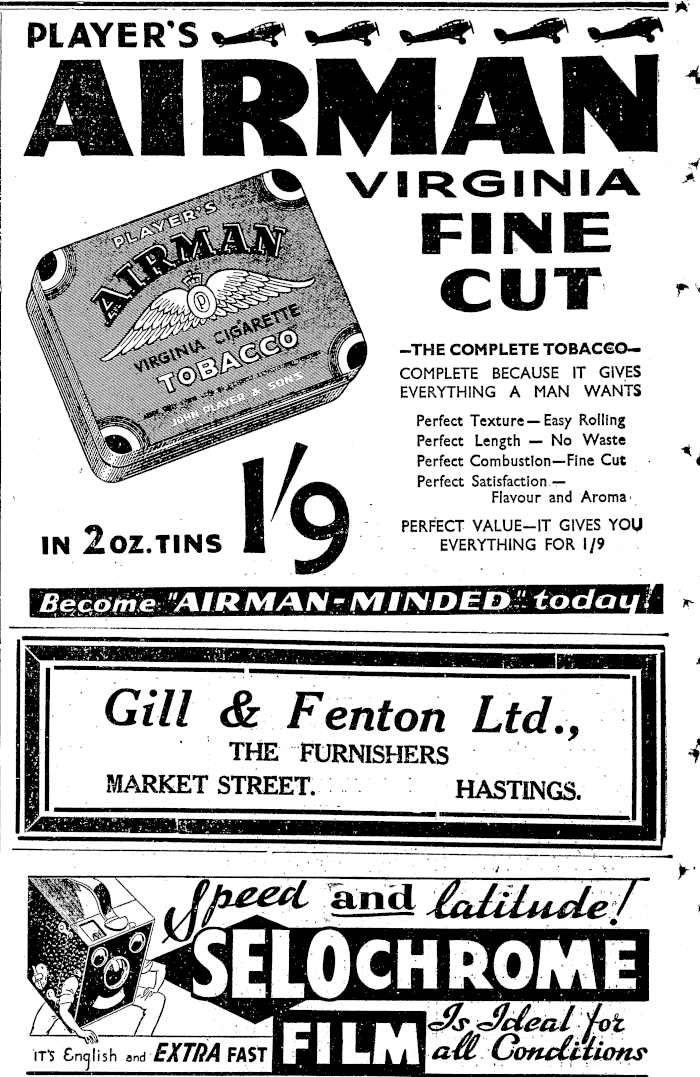 PLAYER'S
AIRMAN
VIRGINIA
FINE
CUT
PLAYER'S
AIRMAN
P
VIRGINIA CIGARETTE
TOBACCO
JOHN PLAYER & SONS
—THE COMPLETE TOBACCO—
COMPLETE BECAUSE IT GIVES
EVERYTHING A MAN WANTS
Perfect Texture—Easy Rolling
Perfect Length — No Waste
Perfect Combustion—Fine Cut
Perfect Satisfaction—
Flavour and Aroma
PERFECT VALUE—IT GIVES YOU
EVERYTHING FOR 1/9
IN 2 OZ. TINS 1/9
Become "AIRMAN-MINDED" today!
Gill & Fenton Ltd.,
THE FURNISHERS
MARKET STREET. HASTINGS.
Speed and latitude!
SELOCHROME
FILM
Is Ideal for
all Conditions
IT'S English and EXTRA FAST